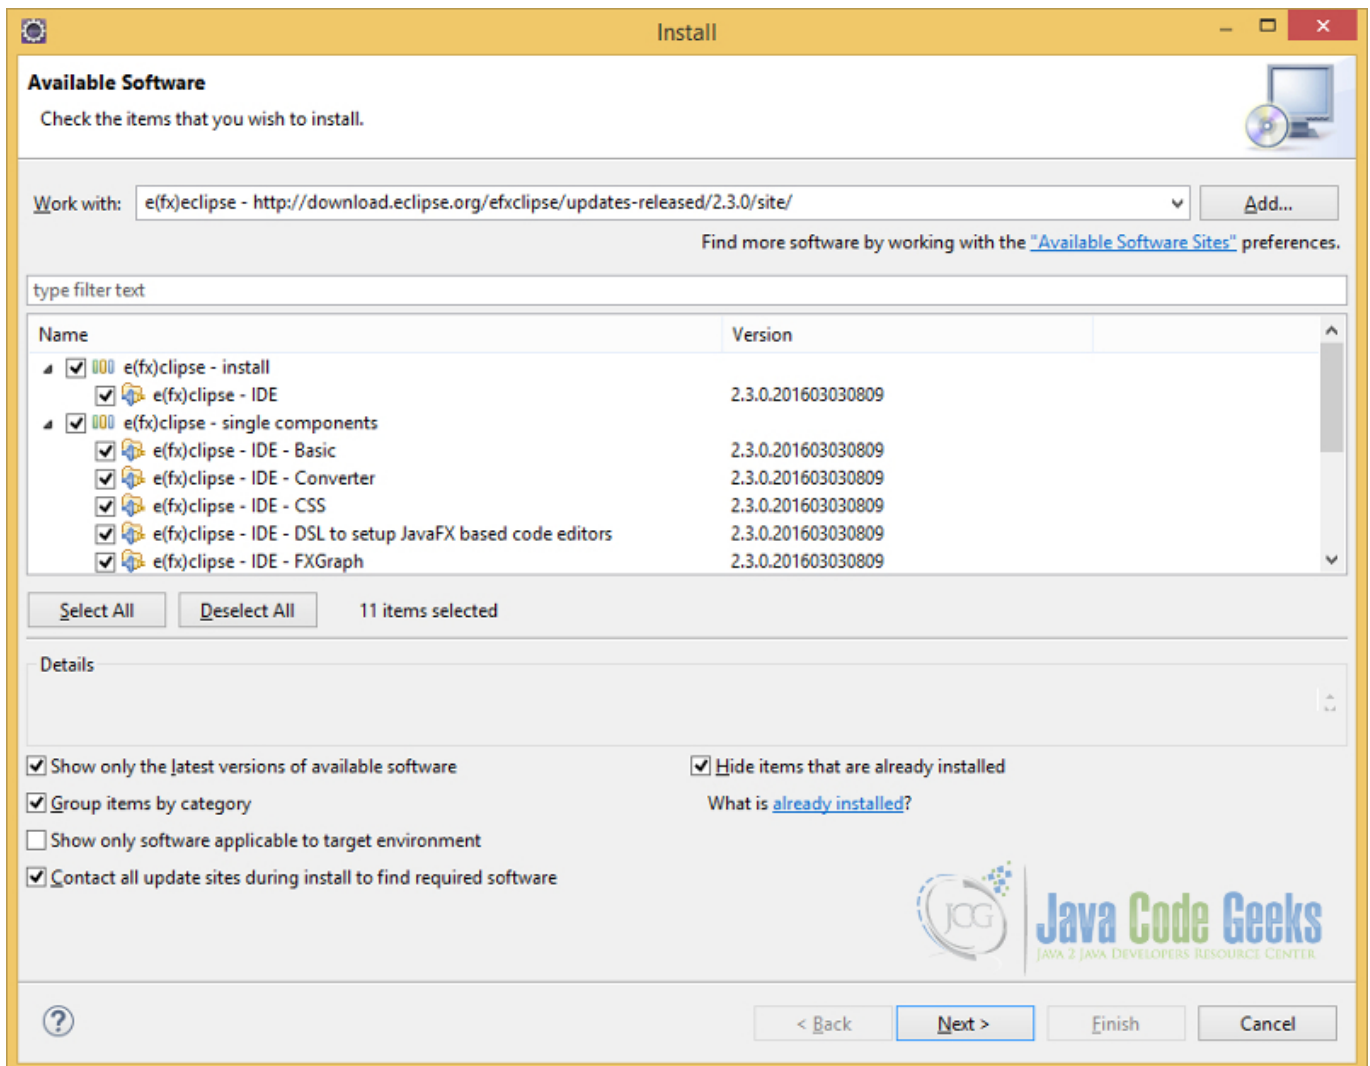 Install
Available Software
Check the items that you wish to install.
Work with: e(fx)eclipse - http://download.eclipse.org/efxclipse/updates-released/2.3.0/site/ Add...
Find more software by working with the "Available Software Sites" preferences.
type filter text
Name Version
e(fx)clipse - install
e(fx)clipse - IDE 2.3.0.201603030809
e(fx)clipse - single components
e(fx)clipse - IDE - Basic 2.3.0.201603030809
e(fx)clipse - IDE - Converter 2.3.0.201603030809
e(fx)clipse - IDE - CSS 2.3.0.201603030809
e(fx)clipse - IDE - DSL to setup JavaFX based code editors 2.3.0.201603030809
e(fx)clipse - IDE - FXGraph 2.3.0.201603030809
Select All Deselect All 11 items selected
Details
Show only the latest versions of available software Hide items that are already installed
Group items by category What is already installed?
Show only software applicable to target environment
Contact all update sites during install to find required software
JCG Java Code Geeks
JAVA 2 JAVA DEVELOPERS RESOURCE CENTER
? < Back Next > Finish Cancel